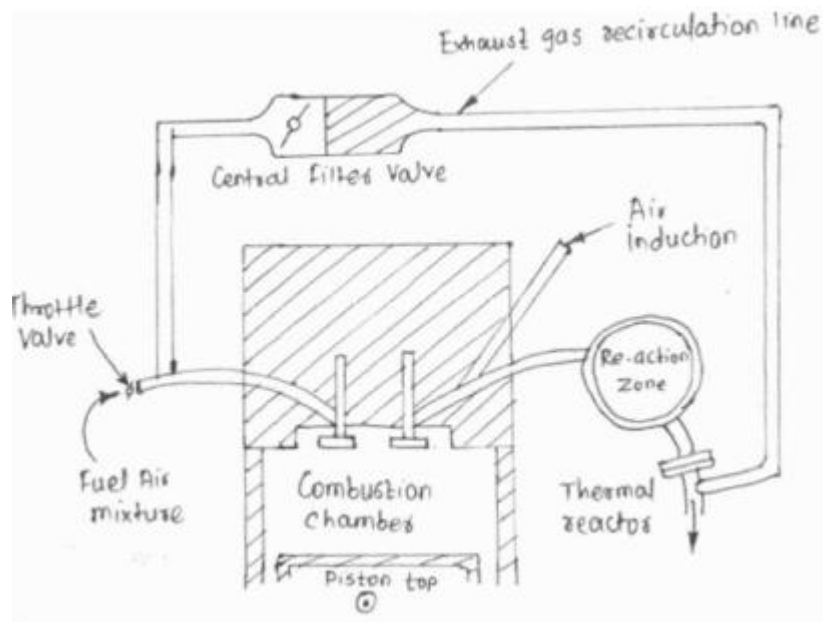 Exhaust gas recirculation line
Central Filter Valve
Air
induction
Throttle
Valve
Re-action
Zone
Fuel Air
mixture
Combustion
chamber
Thermal
reactor
Piston top